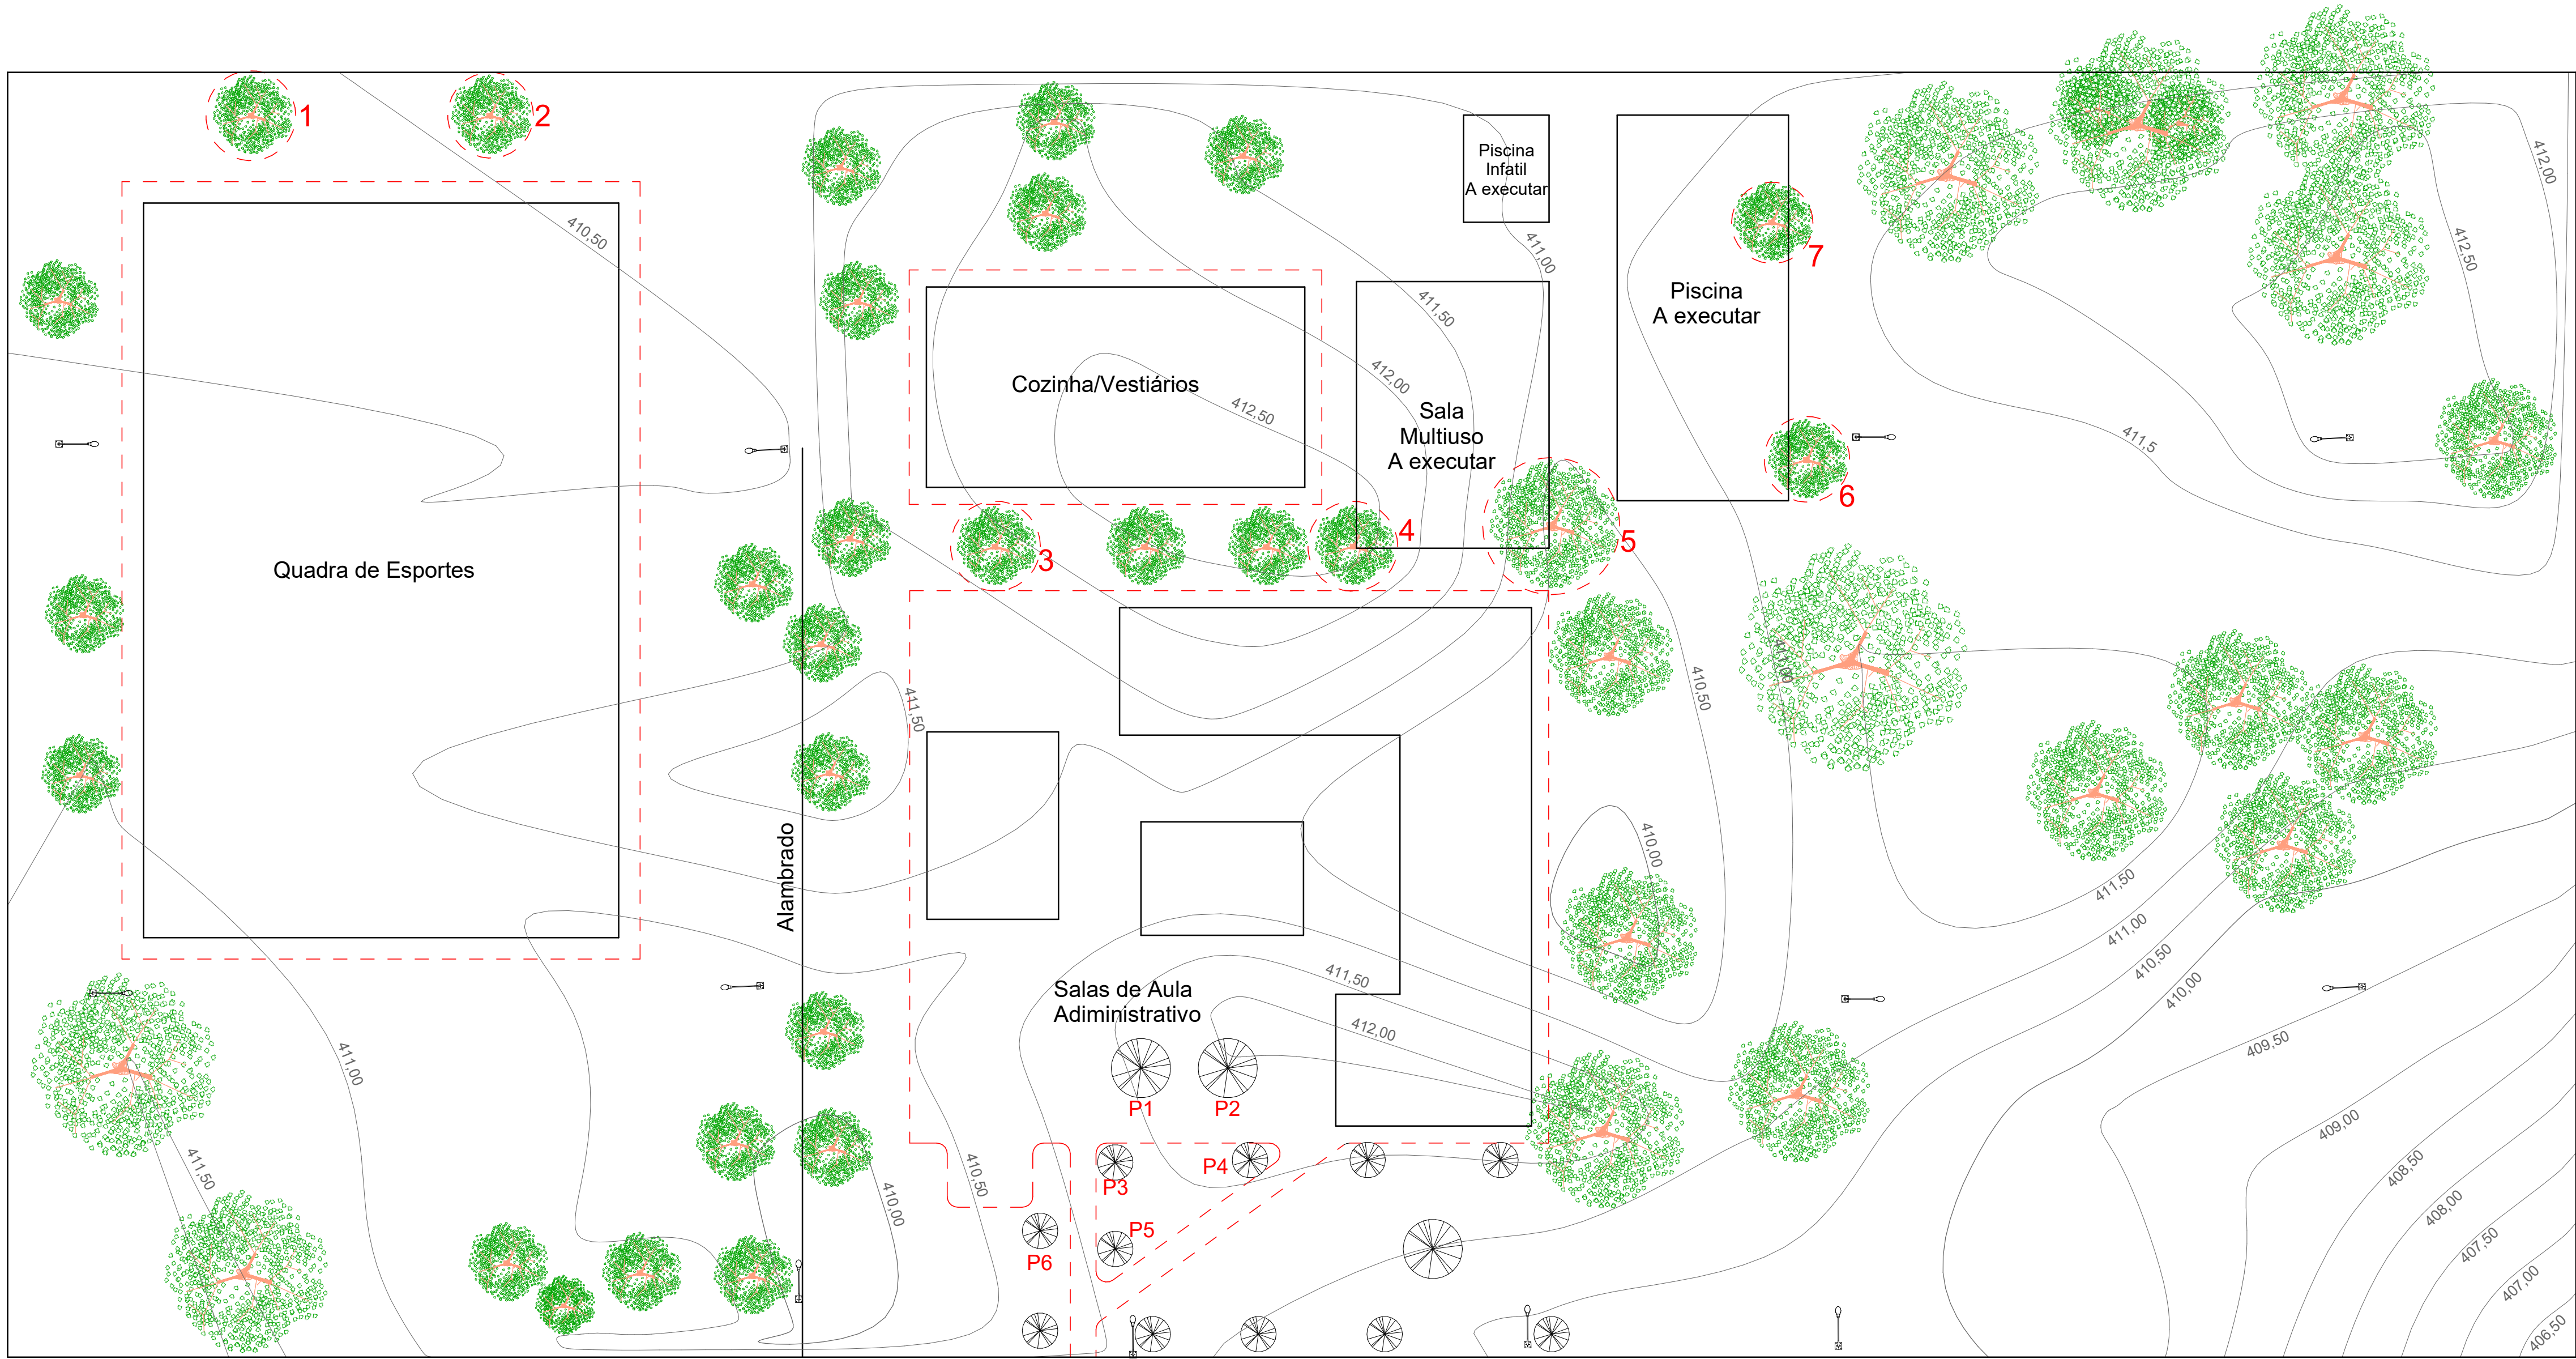 1
2
412,00
Piscina
Infatil
A executar
410,50
7
412,50
411,00
Piscina
A executar
411,50
Cozinha/Vestiários
412,00
412,50
Sala
Multiuso
A executar
411,5
6
4
5
3
Quadra de Esportes
411,00
410,50
411,50
410,00
Alambrado
411,50
411,00
410,50
410,00
411,50
Salas de Aula
Adiministrativo
412,00
409,50
411,00
P1
P2
409,00
411,50
P4
408,50
410,50
P3
410,00
408,00
P5
407,50
P6
407,00
406,50